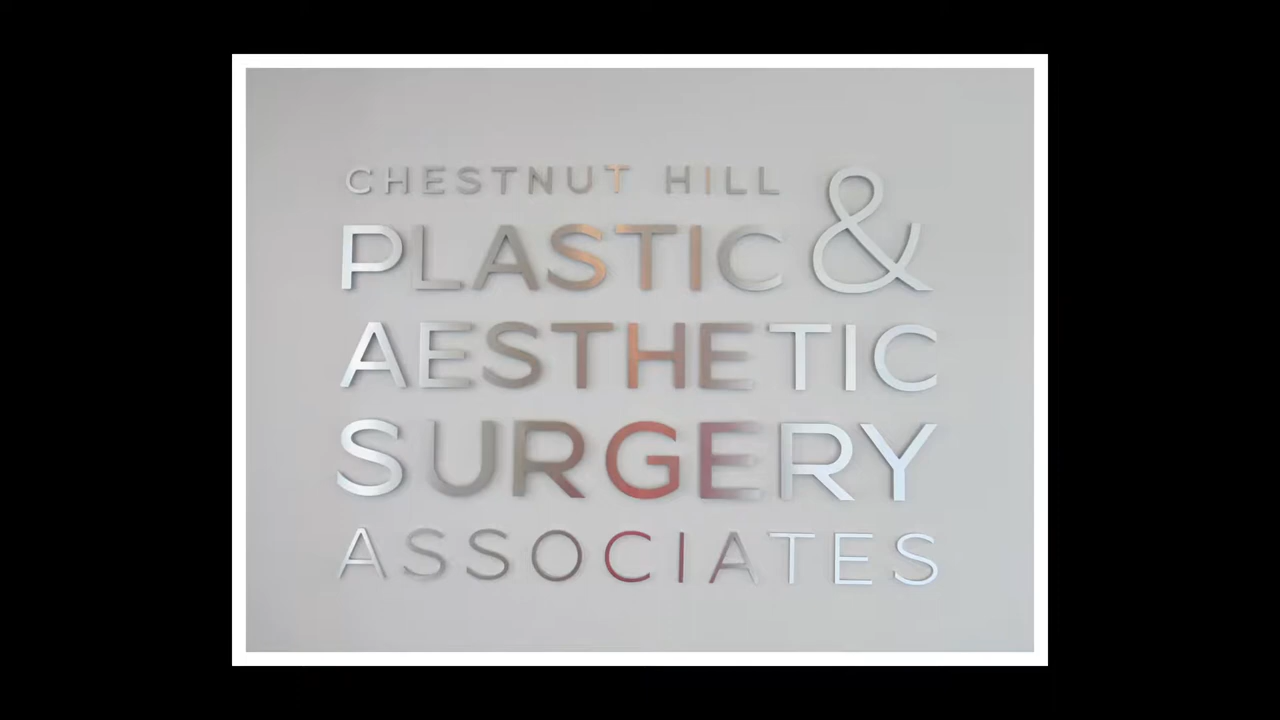 CHESTNUT HILL
PLASTIC &
AESTHETIC
SURGERY
ASSOCIATES